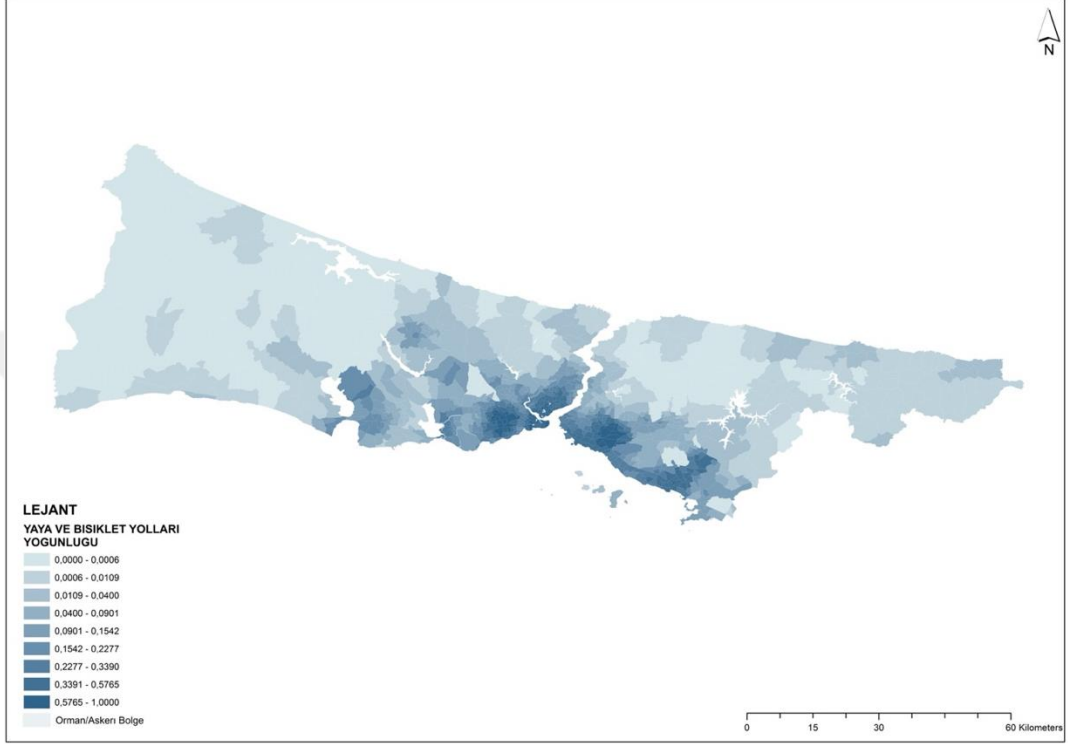 N
LEJANT
YAYA VE BISIKLET YOLLARI
YOGUNLUGU
0,0000 - 0,0006
0,0006 - 0,0109
0,0109 - 0,0400
0,0400 - 0,0901
0,0901 - 0,1542
0,1542 - 0,2277
0,2277 - 0,3390
0,3391 - 0,5765
0,5765 - 1,0000
Orman/Askerı Bolge
0 15 30 60 Kilometers